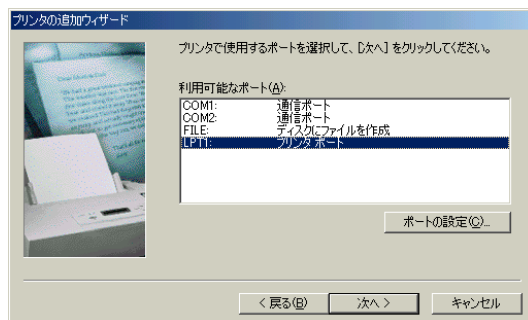 プリンタの追加ウィザード
プリンタで使用するポートを選択して、[次へ] をクリックしてください。
利用可能なポート(A):
COM1: 通信ポート
COM2: 通信ポート
FILE: ディスクにファイルを作成
LPT1: プリンタ ポート
ポートの設定(C)...
< 戻る(B)
次へ >
キャンセル